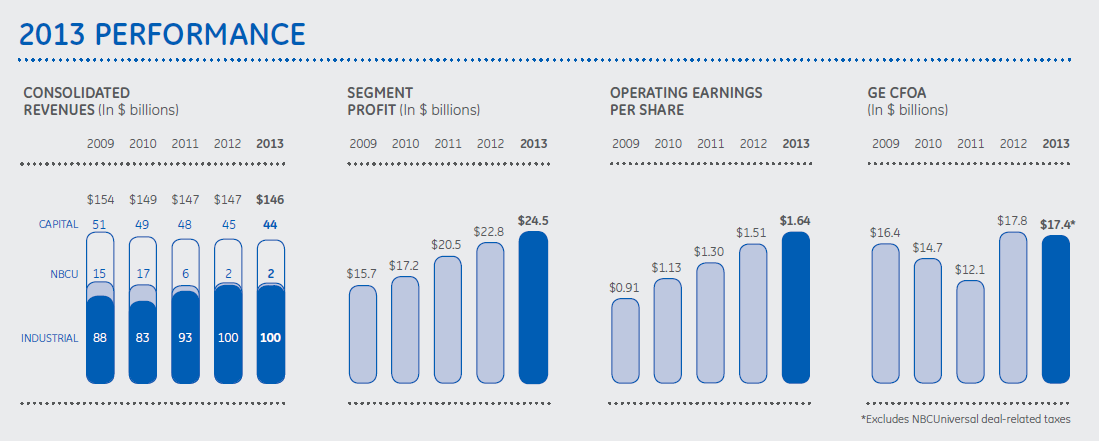 2013 PERFORMANCE
CONSOLIDATED
REVENUES (In $ billions)
2009 2010 2011 2012 2013
$154 $149 $147 $147 $146
CAPITAL 51 49 48 45 44
NBCU 15 17 6 2 2
INDUSTRIAL 88 83 93 100 100
SEGMENT
PROFIT (In $ billions)
2009 2010 2011 2012 2013
$15.7 $17.2 $20.5 $22.8 $24.5
OPERATING EARNINGS
PER SHARE
2009 2010 2011 2012 2013
$0.91 $1.13 $1.30 $1.51 $1.64
GE CFOA
(In $ billions)
2009 2010 2011 2012 2013
$16.4 $14.7 $12.1 $17.8 $17.4*
*Excludes NBCUniversal deal-related taxes